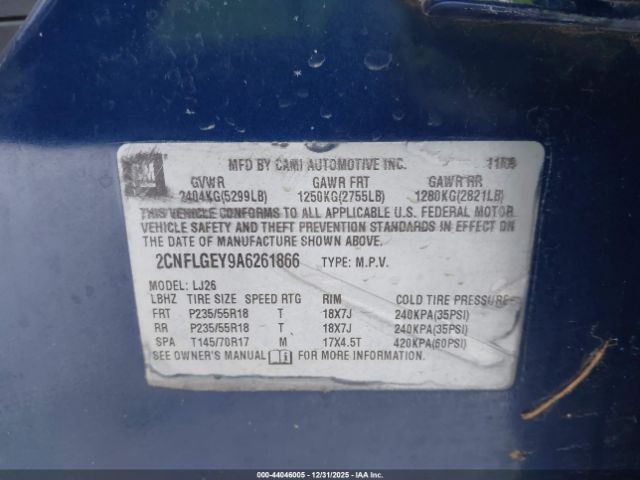 GM MFD BY CAMI AUTOMOTIVE INC.
GVWR GAWR FRT GAWR RR
2404KG(5299LB) 1250KG(2755LB) 1280KG(2821LB)
THIS VEHICLE CONFORMS TO ALL APPLICABLE U.S. FEDERAL MOTOR
VEHICLE SAFETY AND THEFT PREVENTION STANDARDS IN EFFECT ON
THE DATE OF MANUFACTURE SHOWN ABOVE.
2CNFLGEY9A6261866 TYPE: M.P.V.
MODEL: LJ26
LBHZ TIRE SIZE SPEED RTG RIM COLD TIRE PRESSURE
FRT P235/55R18 T 18X7J 240KPA(35PSI)
RR P235/55R18 T 18X7J 240KPA(35PSI)
SPA T145/70R17 M 17X4.5T 420KPA(60PSI)
SEE OWNER'S MANUAL FOR MORE INFORMATION.
000-44046005 - 12/31/2025 - IAAI.COM